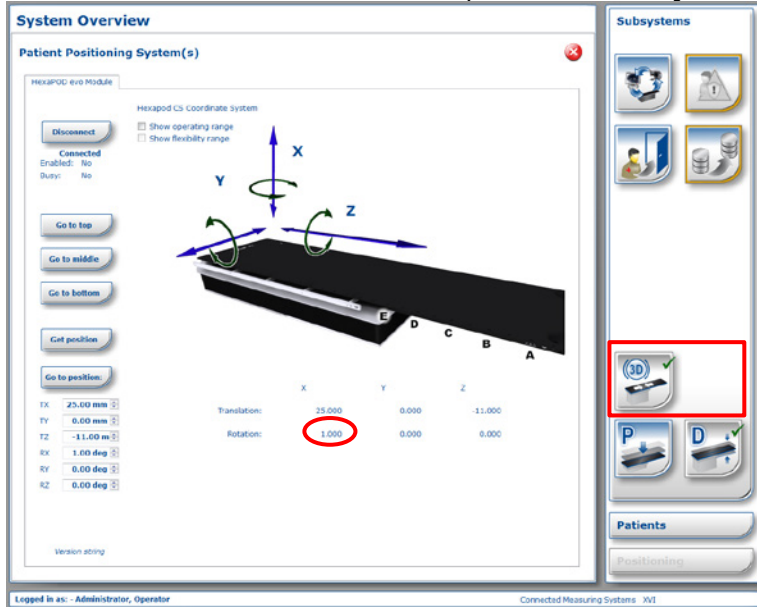 System Overview
Patient Positioning System(s)
HexaPOD evo Module
Hexapod CS Coordinate System
Disconnect
Show operating range
Connected
Show flexibility range
Enabled: No
Busy: No
X
Y
Z
Go to top
Go to middle
Go to bottom
E D C B A
Get position
Go to position:
X Y Z
TX 25.00 mm
Translation: 25.000 0.000 -11.000
TY 0.00 mm
TZ -11.00 m
Rotation: 1.000 0.000 0.000
RX 1.00 deg
RY 0.00 deg
RZ 0.00 deg
Version string
Logged in as: - Administrator, Operator
Connected Measuring Systems XVI
Subsystems
(3D)
P D
Patients
Positioning